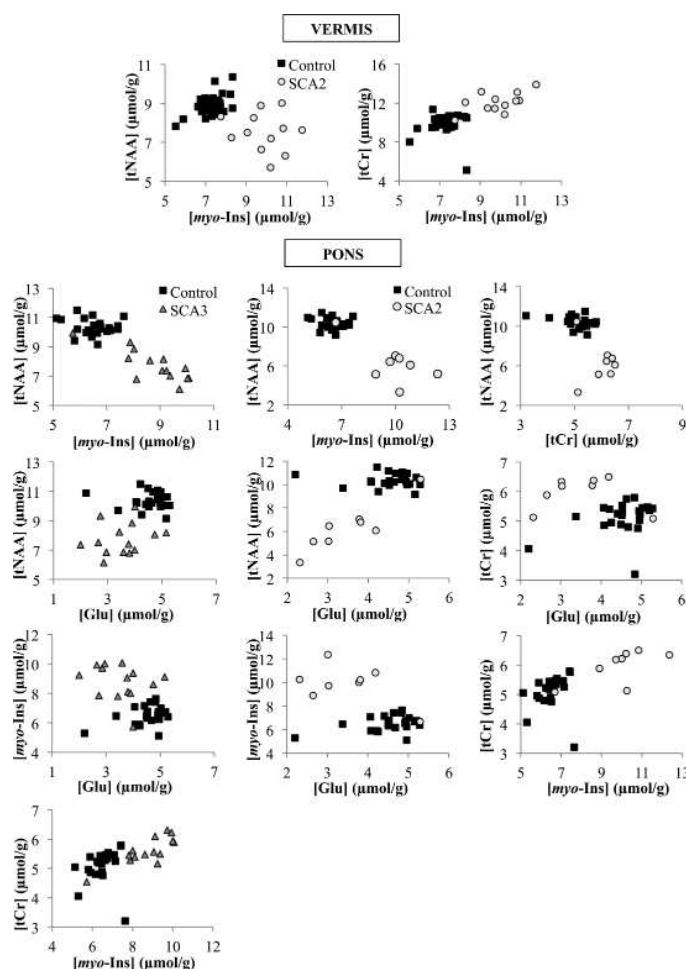 VERMIS
Control
SCA2
[tNAA] (µmol/g)
11
9
7
5
3 5 7 9 11 13
[myo-Ins] (µmol/g)
[tCr] (µmol/g)
16
13
10
7
4
3 5 7 9 11 13
[myo-Ins] (µmol/g)
PONS
Control
SCA3
[tNAA] (µmol/g)
13
11
9
7
5
5 7 9 11
[myo-Ins] (µmol/g)
Control
SCA2
[tNAA] (µmol/g)
14
10
6
2
4 6 8 10 12 14
[myo-Ins] (µmol/g)
[tNAA] (µmol/g)
14
10
6
2
3 5 7 9
[tCr] (µmol/g)
[tNAA] (µmol/g)
13
11
9
7
5
1 3 5 7
[Glu] (µmol/g)
[tNAA] (µmol/g)
12
10
8
6
4
2
2 3 4 5 6
[Glu] (µmol/g)
[tCr] (µmol/g)
7
6
5
4
3
2 3 4 5 6
[Glu] (µmol/g)
[myo-Ins] (µmol/g)
12
10
8
6
4
1 3 5 7
[Glu] (µmol/g)
[myo-Ins] (µmol/g)
16
14
12
10
8
6
4
2
2 3 4 5 6
[Glu] (µmol/g)
[tCr] (µmol/g)
7
6
5
4
3
5 7 9 11 13
[myo-Ins] (µmol/g)
[tCr] (µmol/g)
7
6
5
4
3
4 6 8 10 12
[myo-Ins] (µmol/g)